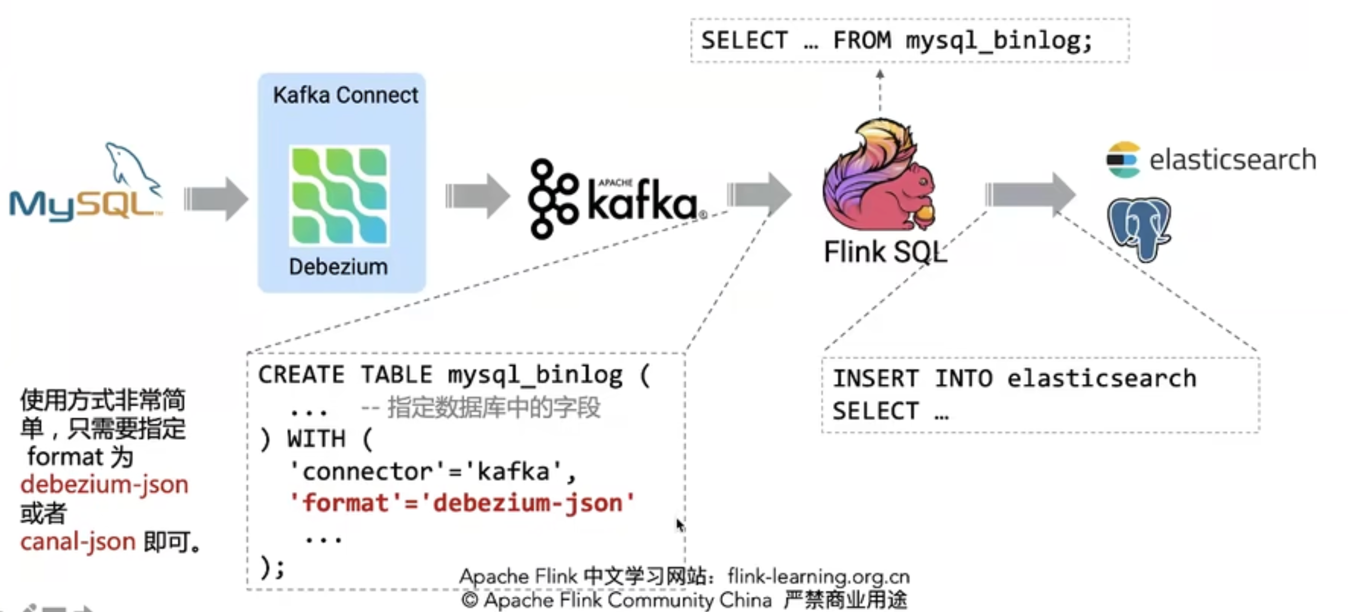 SELECT … FROM mysql_binlog;
Kafka Connect
MySQL™
Debezium
APACHE
kafka®
Flink SQL
elasticsearch
使用方式非常简
单，只需要指定
format 为
debezium-json
或者
canal-json 即可。
CREATE TABLE mysql_binlog (
... -- 指定数据库中的字段
) WITH (
'connector'='kafka',
'format'='debezium-json'
...
);
INSERT INTO elasticsearch
SELECT …
Apache Flink 中文学习网站：flink-learning.org.cn
© Apache Flink Community China 严禁商业用途